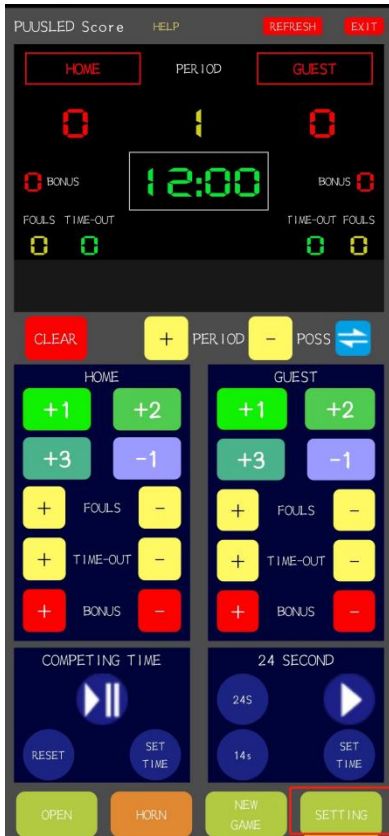 PUUSLED Score HELP REFRESH EXIT
HOME PERIOD GUEST
0 1 0
0 BONUS 12:00 BONUS 0
FOULS TIME-OUT TIME-OUT FOULS
0 0 0 0
CLEAR + PERIOD - POSS
HOME GUEST
+1 +2 +1 +2
+3 -1 +3 -1
+ FOULS - + FOULS -
+ TIME-OUT - + TIME-OUT -
+ BONUS - + BONUS -
COMPETING TIME 24 SECOND
24S
RESET SET TIME 14s SET TIME
OPEN HORN NEW GAME SETTING